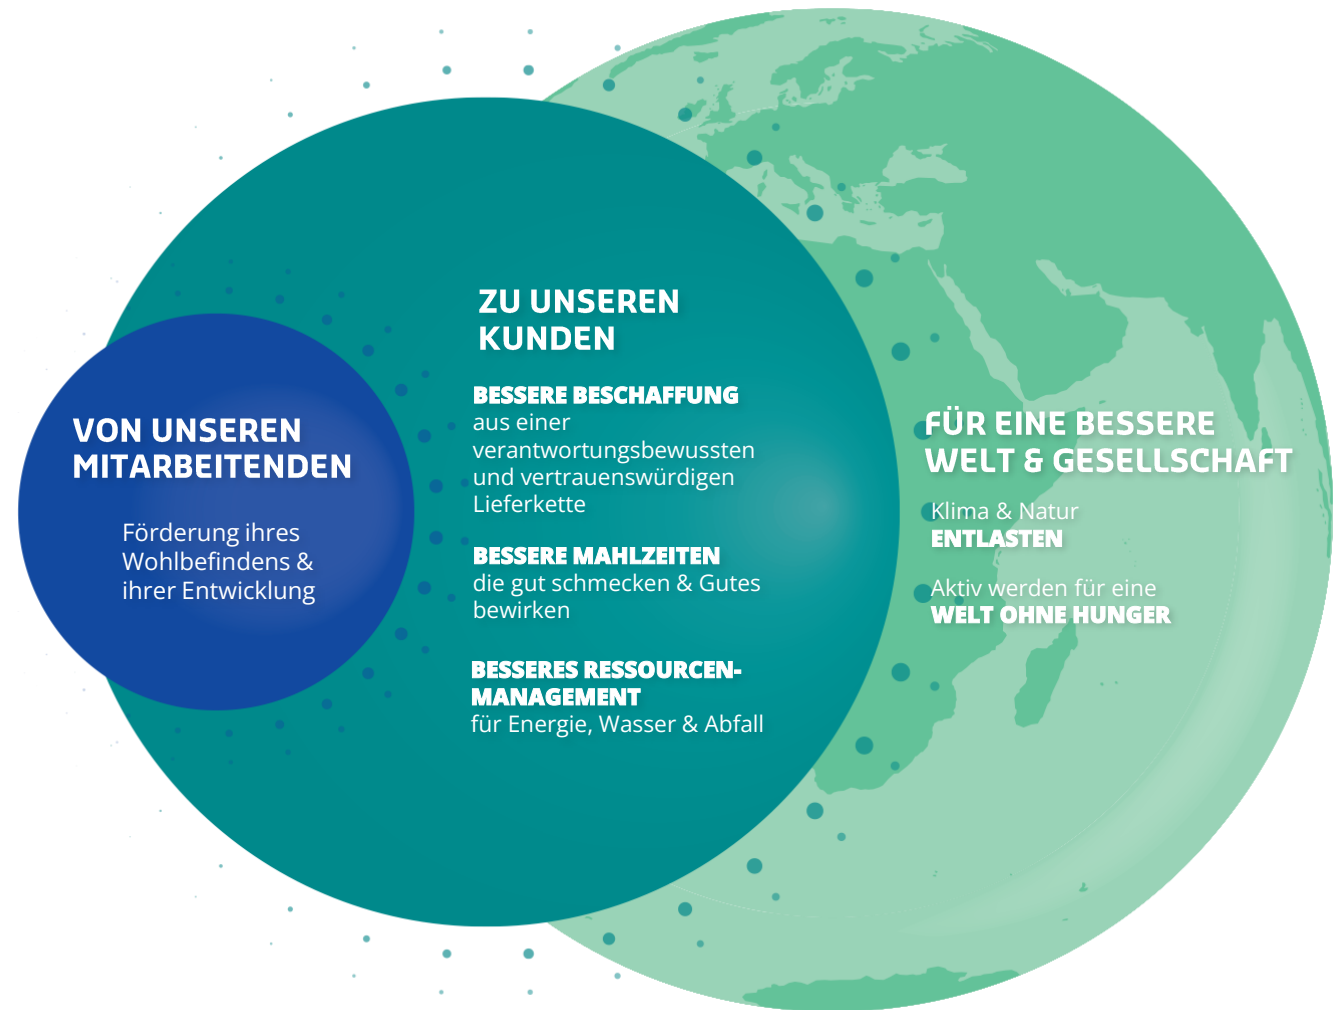 VON UNSEREN
MITARBEITENDEN
Förderung ihres
Wohlbefindens &
ihrer Entwicklung
ZU UNSEREN
KUNDEN
BESSERE BESCHAFFUNG
aus einer
verantwortungsbewussten
und vertrauenswürdigen
Lieferkette
BESSERE MAHLZEITEN
die gut schmecken & Gutes
bewirken
BESSERES RESSOURCEN-
MANAGEMENT
für Energie, Wasser & Abfall
FÜR EINE BESSERE
WELT & GESELLSCHAFT
Klima & Natur
ENTLASTEN
Aktiv werden für eine
WELT OHNE HUNGER